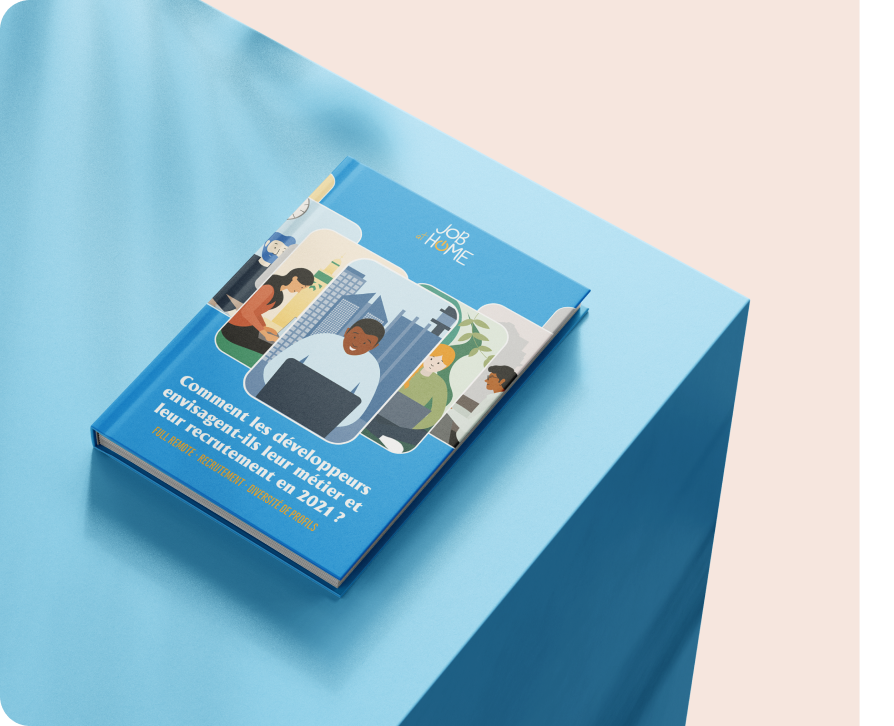 JOB
@ HOME
Comment les développeurs
envisagent-ils leur métier et
leur recrutement en 2021 ?
FULL REMOTE · RECRUTEMENT · DIVERSITÉ DE PROFILS